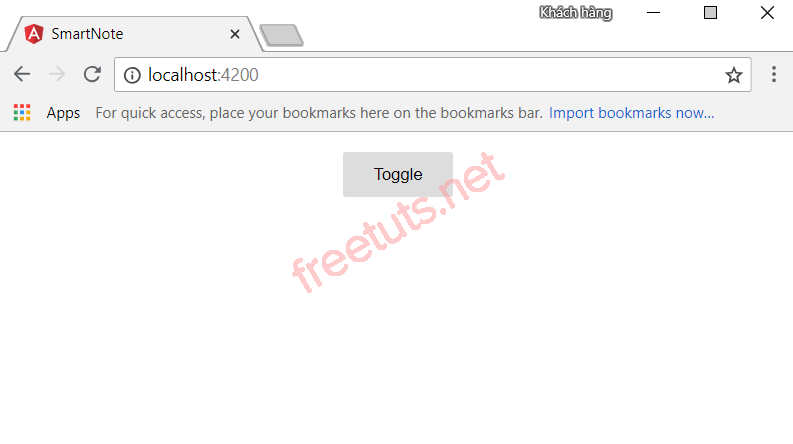 Khách hàng
SmartNote
localhost:4200
Apps For quick access, place your bookmarks here on the bookmarks bar. Import bookmarks now...
Toggle
freetuts.net